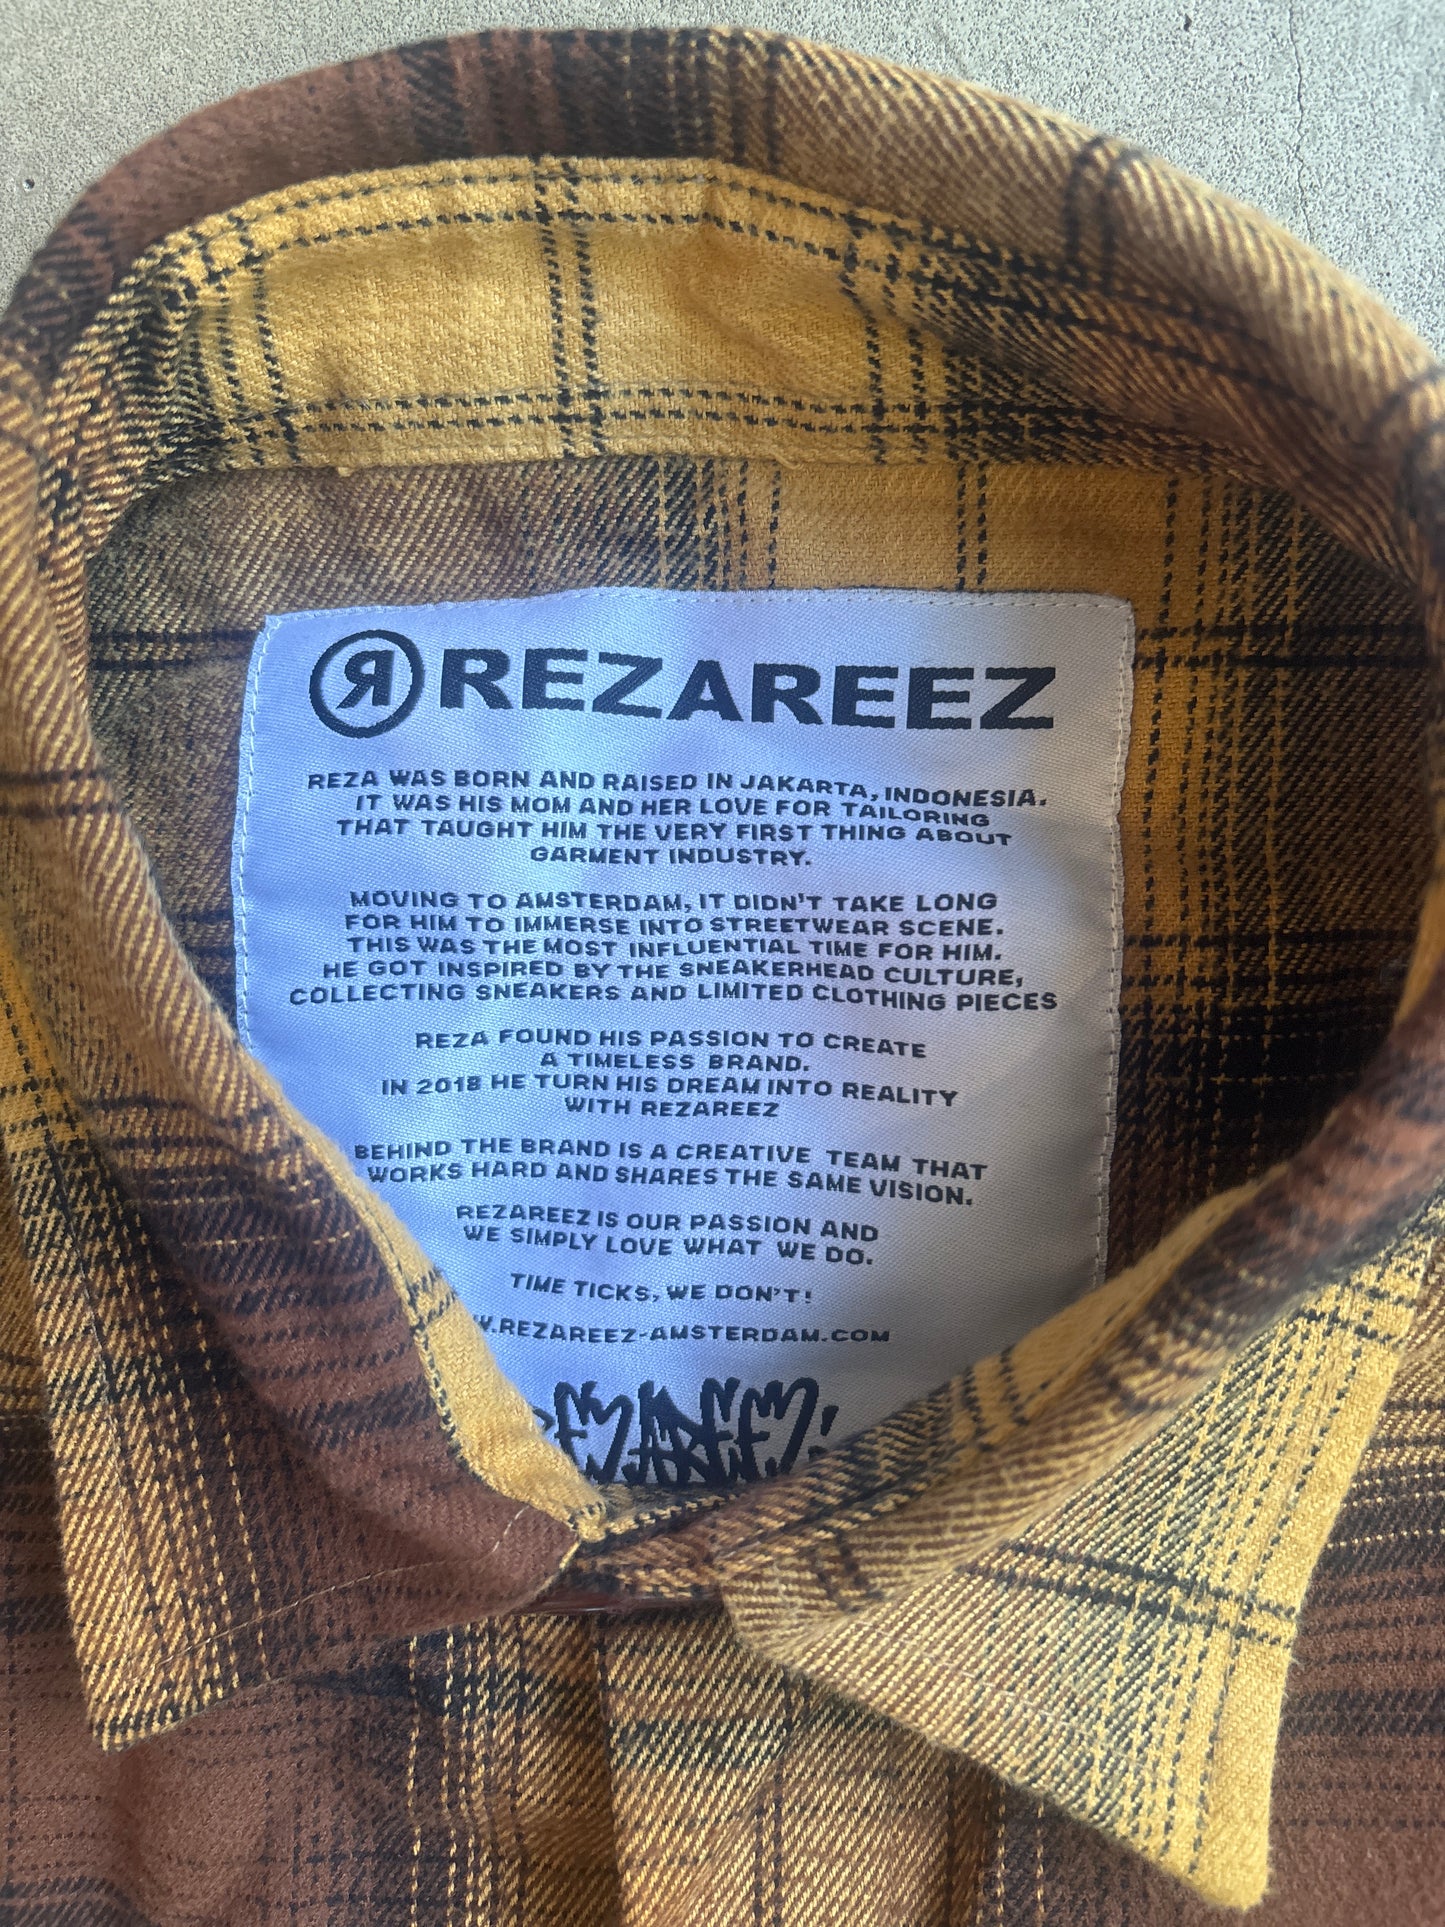 R REZAREEZ
REZA WAS BORN AND RAISED IN JAKARTA, INDONESIA.
IT WAS HIS MOM AND HER LOVE FOR TAILORING
THAT TAUGHT HIM THE VERY FIRST THING ABOUT
GARMENT INDUSTRY.
MOVING TO AMSTERDAM, IT DIDN'T TAKE LONG
FOR HIM TO IMMERSE INTO STREETWEAR SCENE.
THIS WAS THE MOST INFLUENTIAL TIME FOR HIM.
HE GOT INSPIRED BY THE SNEAKERHEAD CULTURE,
COLLECTING SNEAKERS AND LIMITED CLOTHING PIECES
REZA FOUND HIS PASSION TO CREATE
A TIMELESS BRAND.
IN 2018 HE TURN HIS DREAM INTO REALITY
WITH REZAREEZ
BEHIND THE BRAND IS A CREATIVE TEAM THAT
WORKS HARD AND SHARES THE SAME VISION.
REZAREEZ IS OUR PASSION AND
WE SIMPLY LOVE WHAT WE DO.
TIME TICKS, WE DON'T!
W.REZAREEZ-AMSTERDAM.COM
REZAREEZ